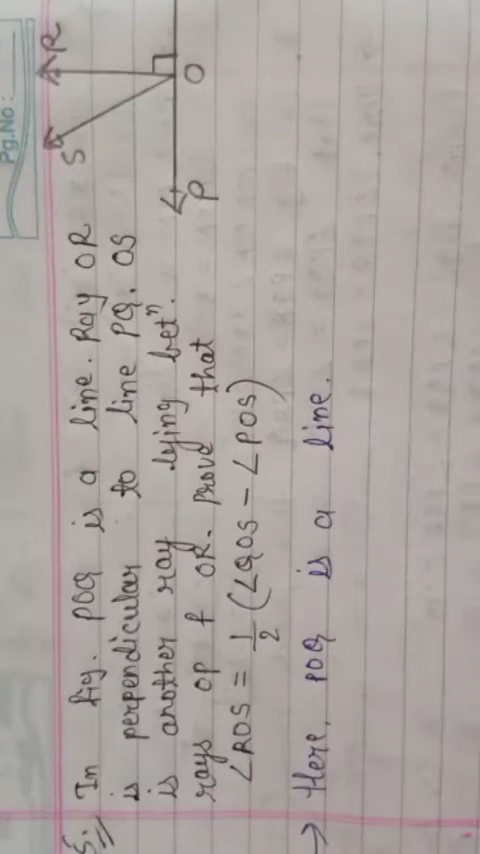 Pg.No:
5. In fig. POQ is a line. Ray OR
is perpendicular to line PQ. OS
is another ray lying betⁿ.
rays OP & OR. Prove that
∠ROS = 1/2 (∠QOS - ∠POS)
R
S
O
P
→ Here, POQ is a line.